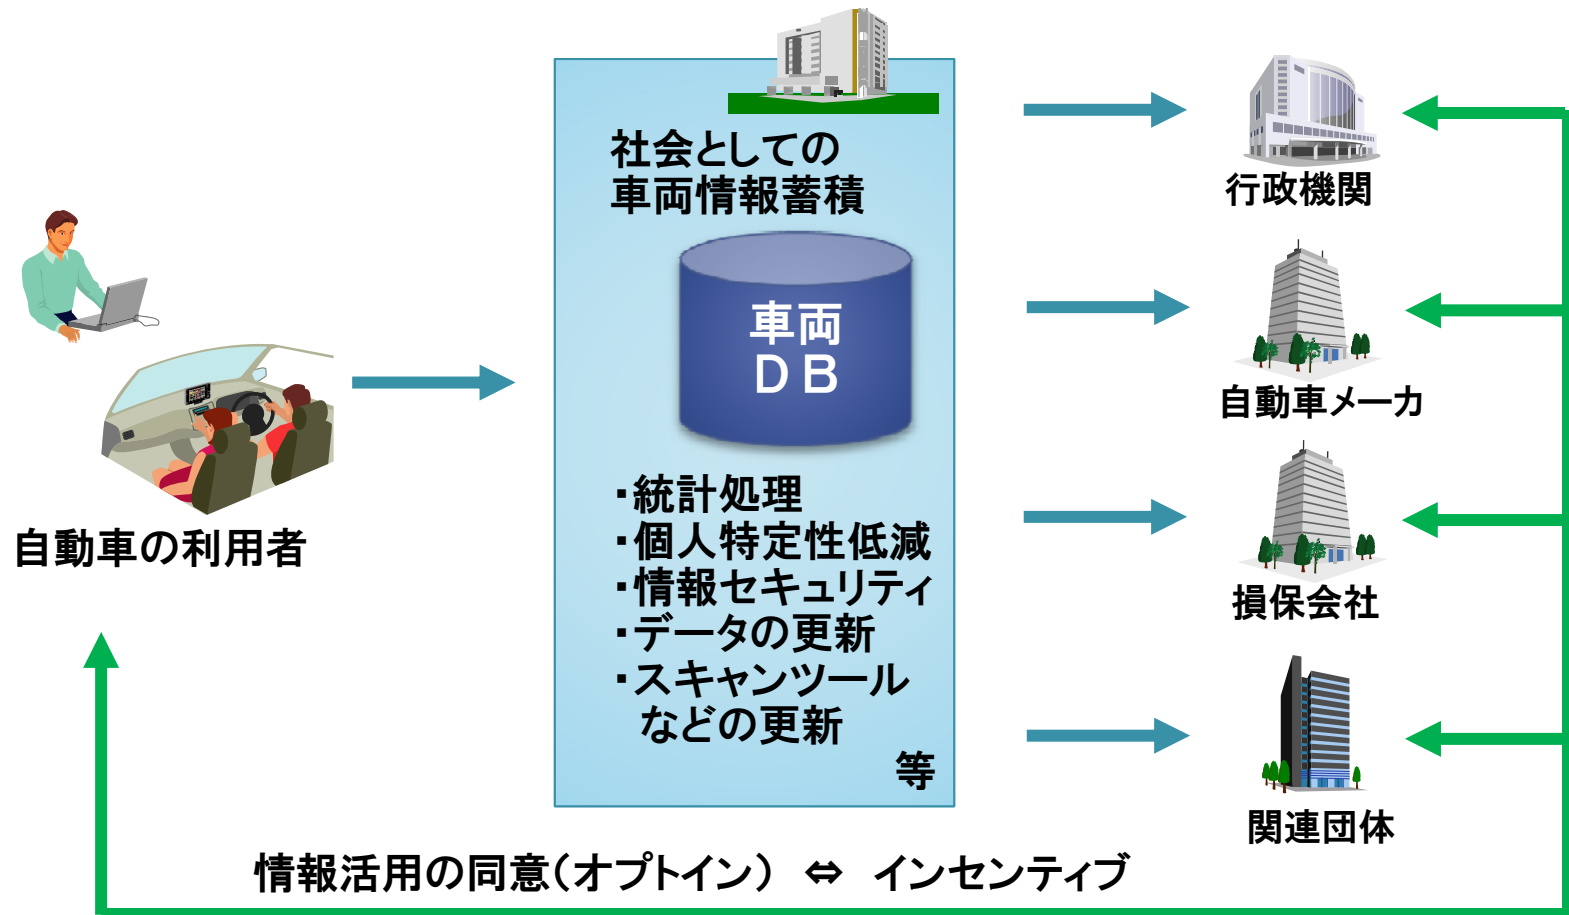 社会としての
車両情報蓄積
車両
ＤＢ
・統計処理
・個人特定性低減
・情報セキュリティ
・データの更新
・スキャンツール
などの更新
等
自動車の利用者
行政機関
自動車メーカ
損保会社
関連団体
情報活用の同意（オプトイン） ⇔ インセンティブ